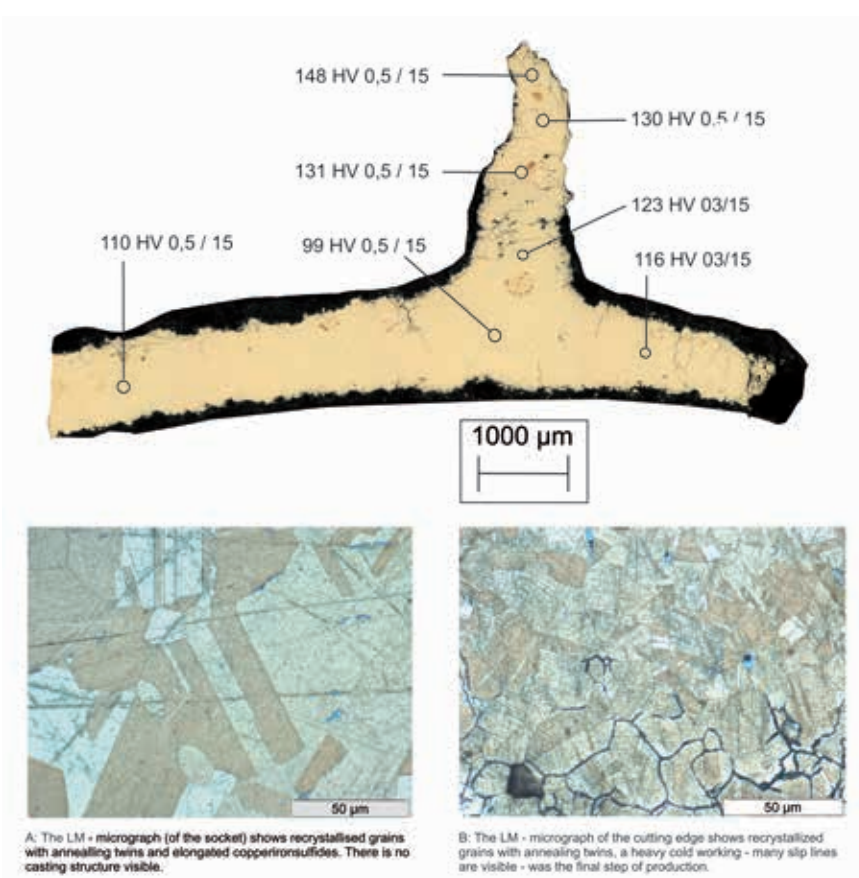 148 HV 0,5 / 15
130 HV 0,5 / 15
131 HV 0,5 / 15
123 HV 03/15
110 HV 0,5 / 15
99 HV 0,5 / 15
116 HV 03/15
1000 µm
50 µm
50 µm
A: The LM - micrograph (of the socket) shows recrystallised grains
with annealling twins and elongated copperironsulfides. There is no
casting structure visible.
B: The LM - micrograph of the cutting edge shows recrystallized
grains with annealing twins, a heavy cold working - many slip lines
are visible - was the final step of production.